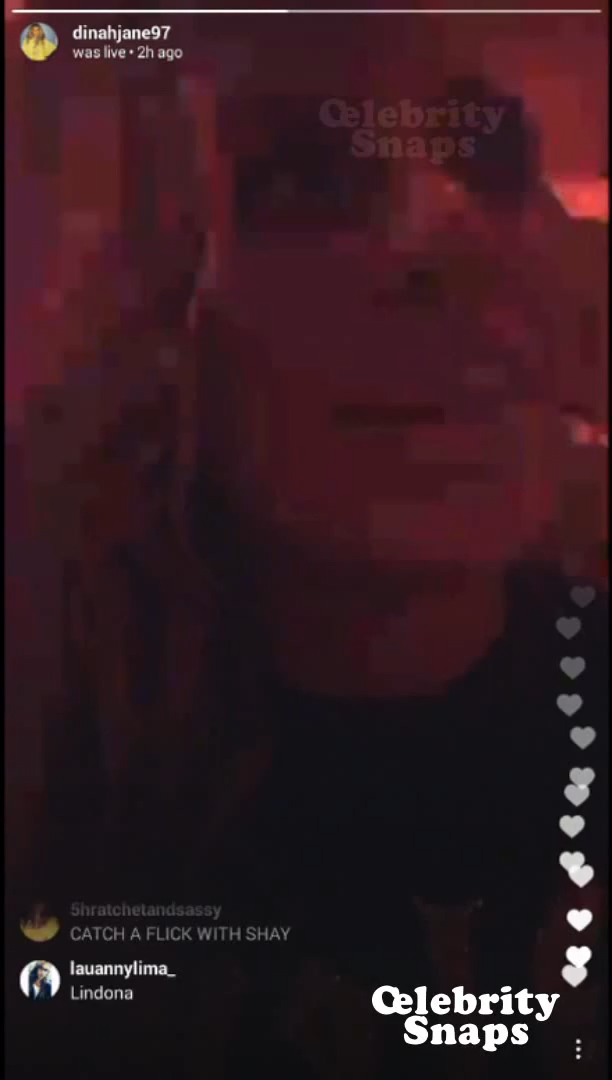 dinahjane97
was live • 2h ago
Celebrity
Snaps
5hratchetandsassy
CATCH A FLICK WITH SHAY
lauannylima_
Lindona
Celebrity
Snaps